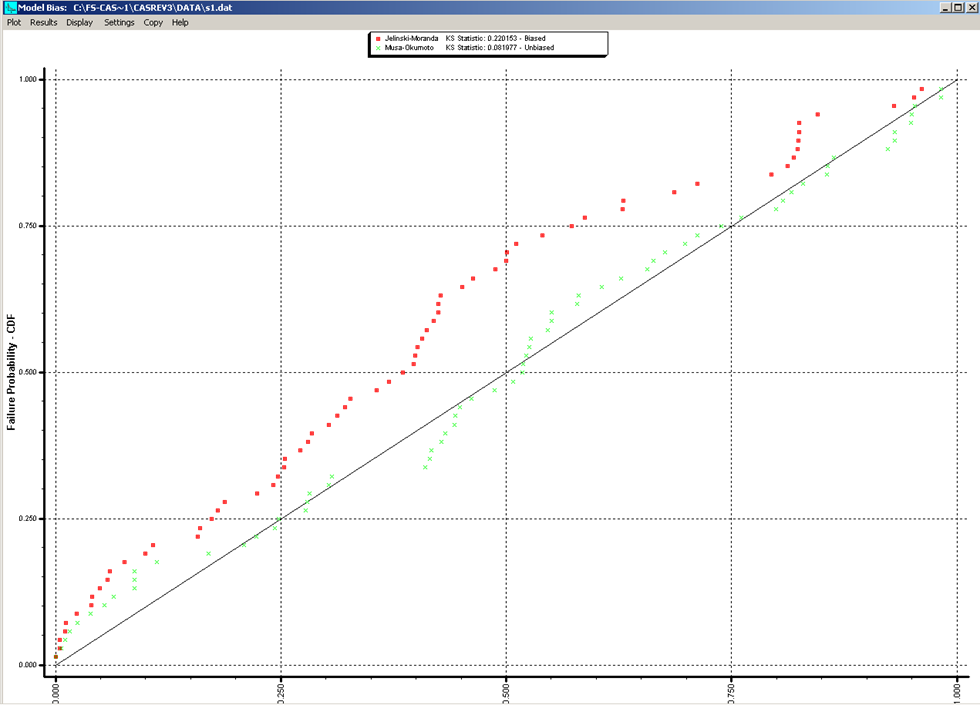 Model Bias: C:\FS-CAS~1\CASREV3\DATA\s1.dat
Plot Results Display Settings Copy Help
Jelinski-Moranda KS Statistic: 0.220153 - Biased
Musa-Okumoto KS Statistic: 0.081977 - Unbiased
1.000
0.750
0.500
0.250
0.000
Failure Probability - CDF
0.000
0.250
0.500
0.750
1.000